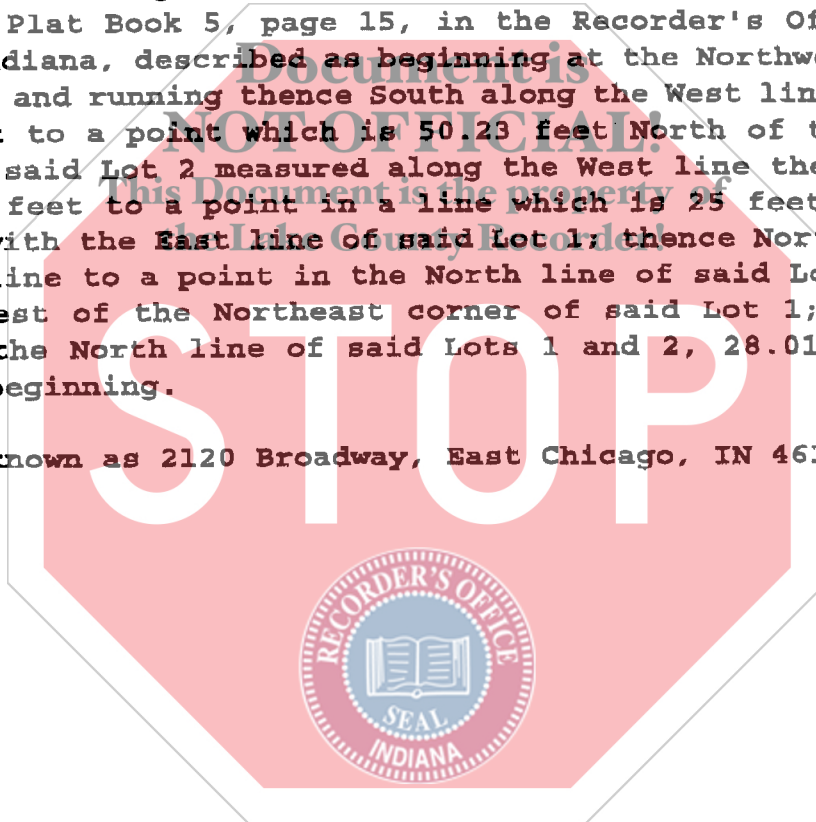 Plat Book 5, page 15, in the Recorder's Of
diana, described as beginning at the Northw
and running thence South along the West lin
to a point which is 50.23 feet North of t
said Lot 2 measured along the West line the
feet to a point in a line which is 25 feet
ith the East line of said Lot 1; thence Nor
ine to a point in the North line of said Lo
est of the Northeast corner of said Lot 1;
the North line of said Lots 1 and 2, 28.01
beginning.
known as 2120 Broadway, East Chicago, IN 463
Document is
NOT OFFICIAL!
This Document is the property of
the Lake County Recorder!
STOP
RECORDER'S OFFICE
SEAL
INDIANA